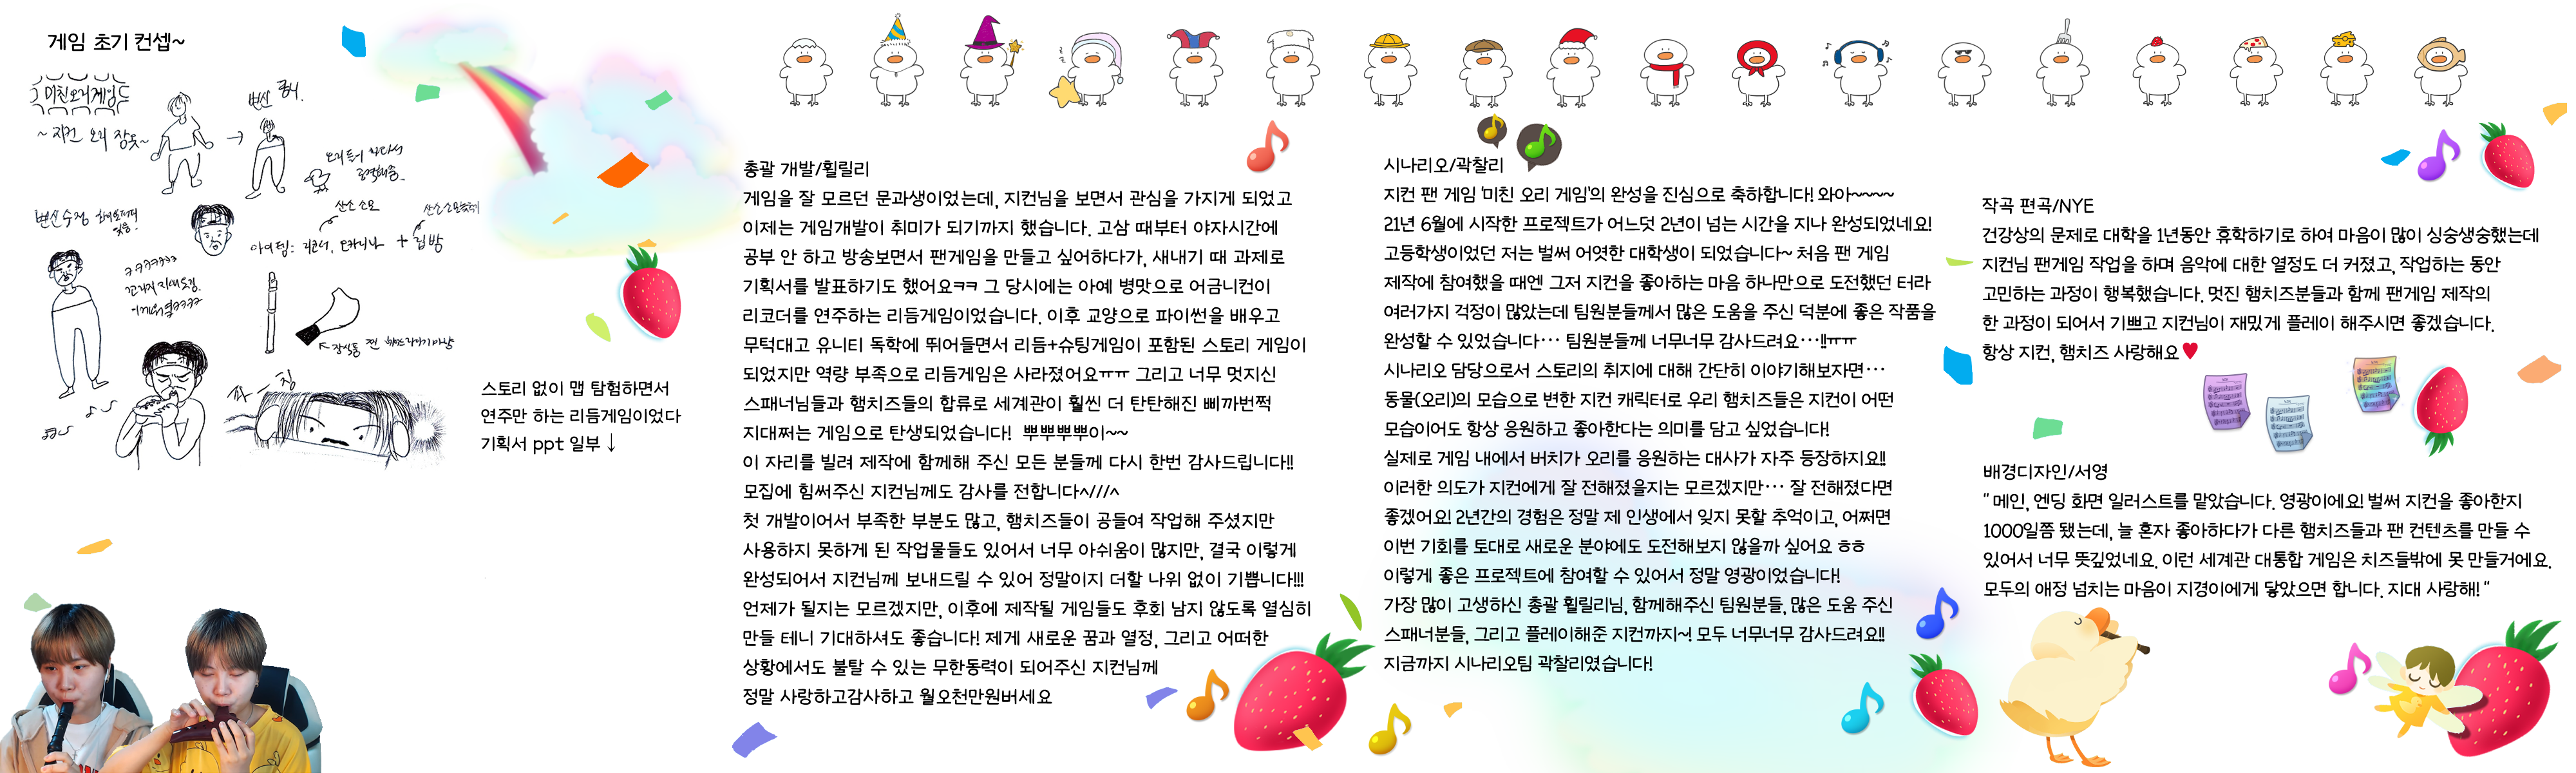 게임 초기 컨셉~
미친오리게임
~ 지컨 오리 잠옷~
변신
변신 수정
산소 소모
아이템: 리코더, 오카리나 + 립밤
스토리 없이 맵 탐험하면서
연주만 하는 리듬게임이었다
기획서 ppt 일부↓
총괄 개발/휠릴리
게임을 잘 모르던 문과생이었는데, 지컨님을 보면서 관심을 가지게 되었고
이제는 게임개발이 취미가 되기까지 했습니다. 고삼 때부터 야자시간에
공부 안 하고 방송보면서 팬게임을 만들고 싶어하다가, 새내기 때 과제로
기획서를 발표하기도 했어요ㅋㅋ 그 당시에는 아예 병맛으로 어금니컨이
리코더를 연주하는 리듬게임이었습니다. 이후 교양으로 파이썬을 배우고
무턱대고 유니티 독학에 뛰어들면서 리듬+슈팅게임이 포함된 스토리 게임이
되었지만 역량 부족으로 리듬게임은 사라졌어요ㅠㅠ 그리고 너무 멋지신
스패너님들과 햄치즈들의 합류로 세계관이 훨씬 더 탄탄해진 삐까번쩍
지대쩌는 게임으로 탄생되었습니다! 뿌뿌뿌뿌이~~
이 자리를 빌려 제작에 함께해 주신 모든 분들께 다시 한번 감사드립니다!!
모집에 힘써주신 지컨님께도 감사를 전합니다^///^
첫 개발이어서 부족한 부분도 많고, 햄치즈들이 공들여 작업해 주셨지만
사용하지 못하게 된 작업물들도 있어서 너무 아쉬움이 많지만, 결국 이렇게
완성되어서 지컨님께 보내드릴 수 있어 정말이지 더할 나위 없이 기쁩니다!!!
언제가 될지는 모르겠지만, 이후에 제작될 게임들도 후회 남지 않도록 열심히
만들 테니 기대하셔도 좋습니다! 제게 새로운 꿈과 열정, 그리고 어떠한
상황에서도 불탈 수 있는 무한동력이 되어주신 지컨님께
정말 사랑하고감사하고 월오천만원버세요
시나리오/곽찰리
지컨 팬 게임 '미친 오리 게임'의 완성을 진심으로 축하합니다! 와아~~~~
21년 6월에 시작한 프로젝트가 어느덧 2년이 넘는 시간을 지나 완성되었네요!
고등학생이었던 저는 벌써 어엿한 대학생이 되었습니다~ 처음 팬 게임
제작에 참여했을 때엔 그저 지컨을 좋아하는 마음 하나만으로 도전했던 터라
여러가지 걱정이 많았는데 팀원분들께서 많은 도움을 주신 덕분에 좋은 작품을
완성할 수 있었습니다… 팀원분들께 너무너무 감사드려요…!!ㅠㅠ
시나리오 담당으로서 스토리의 취지에 대해 간단히 이야기해보자면…
동물(오리)의 모습으로 변한 지컨 캐릭터로 우리 햄치즈들은 지컨이 어떤
모습이어도 항상 응원하고 좋아한다는 의미를 담고 싶었습니다!
실제로 게임 내에서 버치가 오리를 응원하는 대사가 자주 등장하지요!!
이러한 의도가 지컨에게 잘 전해졌을지는 모르겠지만… 잘 전해졌다면
좋겠어요! 2년간의 경험은 정말 제 인생에서 잊지 못할 추억이고, 어쩌면
이번 기회를 토대로 새로운 분야에도 도전해보지 않을까 싶어요 ㅎㅎ
이렇게 좋은 프로젝트에 참여할 수 있어서 정말 영광이었습니다!
가장 많이 고생하신 총괄 휠릴리님, 함께해주신 팀원분들, 많은 도움 주신
스패너분들, 그리고 플레이해준 지컨까지~! 모두 너무너무 감사드려요!!
지금까지 시나리오팀 곽찰리였습니다!
작곡 편곡/NYE
건강상의 문제로 대학을 1년동안 휴학하기로 하여 마음이 많이 싱숭생숭했는데
지컨님 팬게임 작업을 하며 음악에 대한 열정도 더 커졌고, 작업하는 동안
고민하는 과정이 행복했습니다. 멋진 햄치즈분들과 함께 팬게임 제작의
한 과정이 되어서 기쁘고 지컨님이 재밌게 플레이 해주시면 좋겠습니다.
항상 지컨, 햄치즈 사랑해요♥
배경디자인/서영
"메인, 엔딩 화면 일러스트를 맡았습니다. 영광이에요! 벌써 지컨을 좋아한지
1000일쯤 됐는데, 늘 혼자 좋아하다가 다른 햄치즈들과 팬 컨텐츠를 만들 수
있어서 너무 뜻깊었네요. 이런 세계관 대통합 게임은 치즈들밖에 못 만들거에요.
모두의 애정 넘치는 마음이 지경이에게 닿았으면 합니다. 지대 사랑해!"